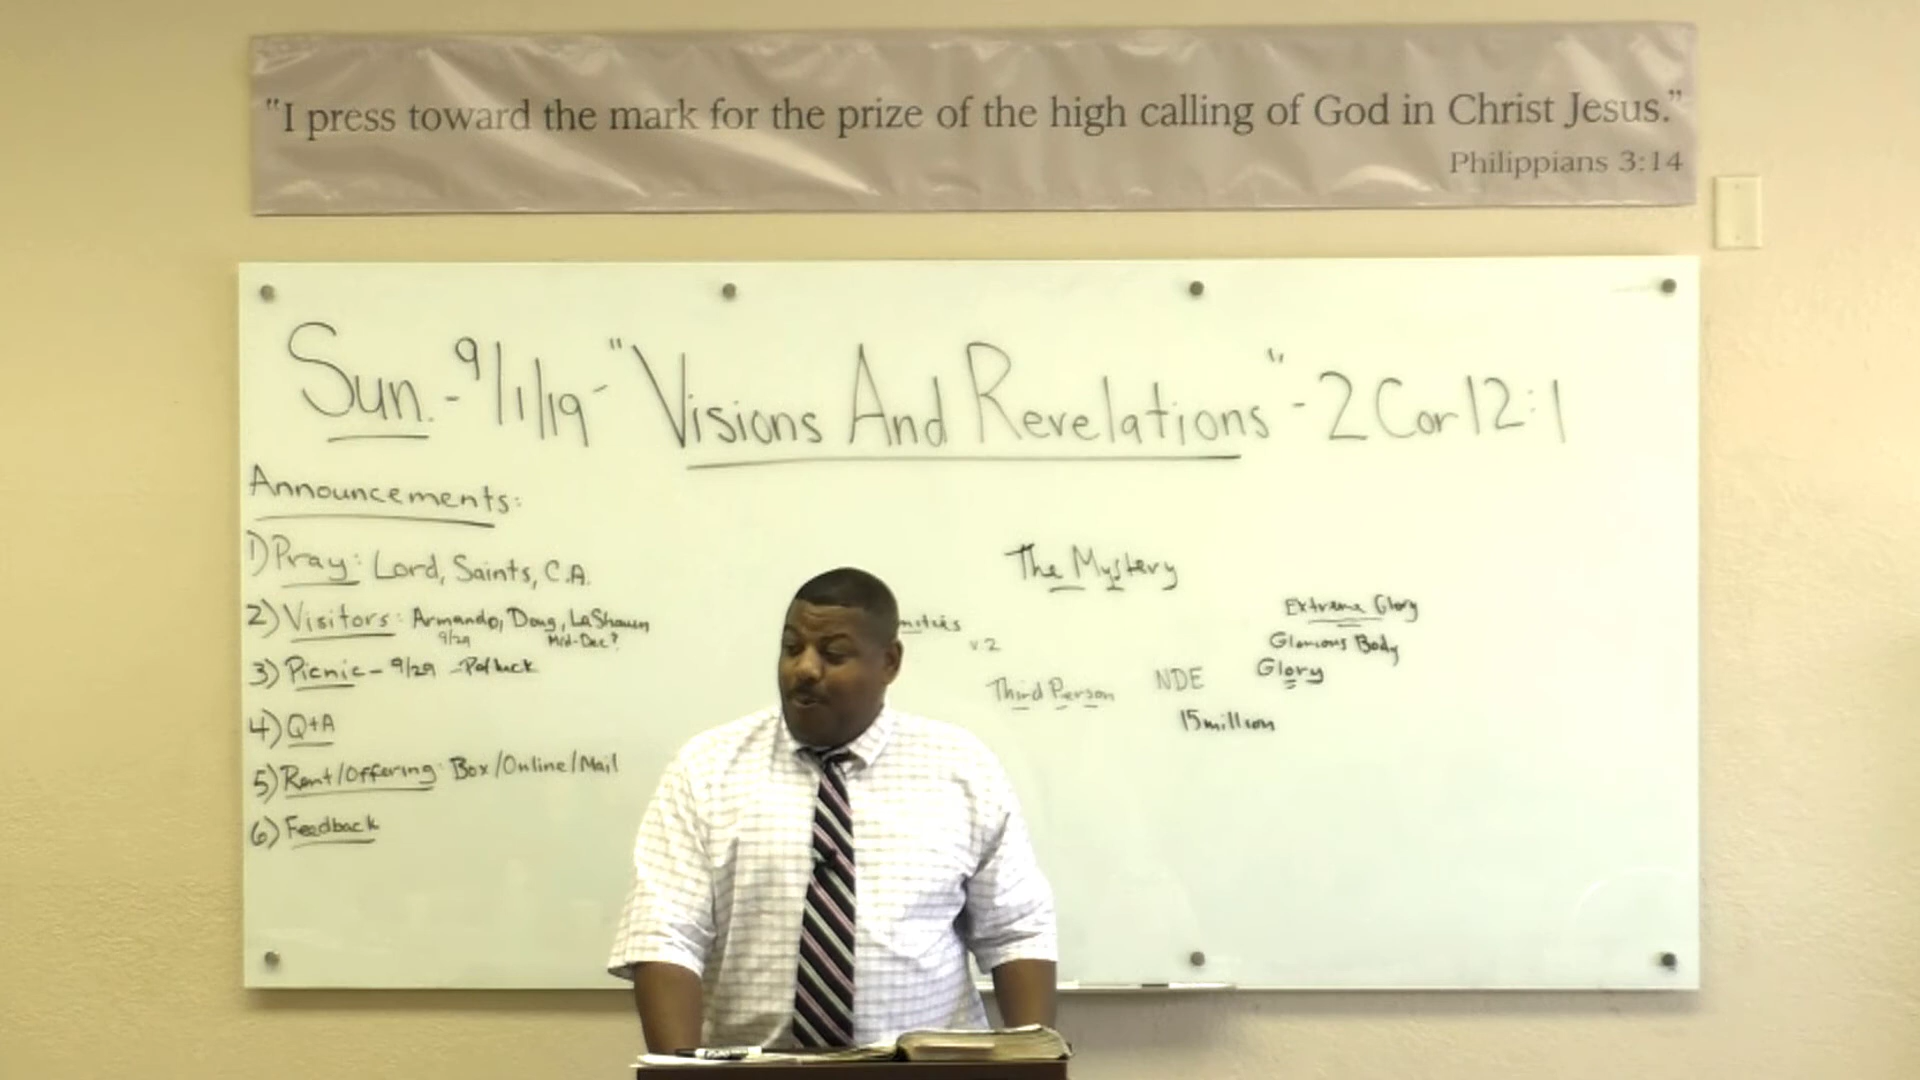 "I press toward the mark for the prize of the high calling of God in Christ Jesus."
Philippians 3:14
Sun. - 9/1/19 - "Visions And Revelations" - 2 Cor 12:1
Announcements:
1) Pray: Lord, Saints, C.A.
2) Visitors: Armando, Doug, LaShawn
9/29 Mid-Dec?
3) Picnic - 9/29 - Potluck
4) Q+A
5) Rent/Offering: Box/Online/Mail
6) Feedback
The Mystery
v.2
Third Person
NDE
15 million
Extreme Glory
Glorious Body
Glory